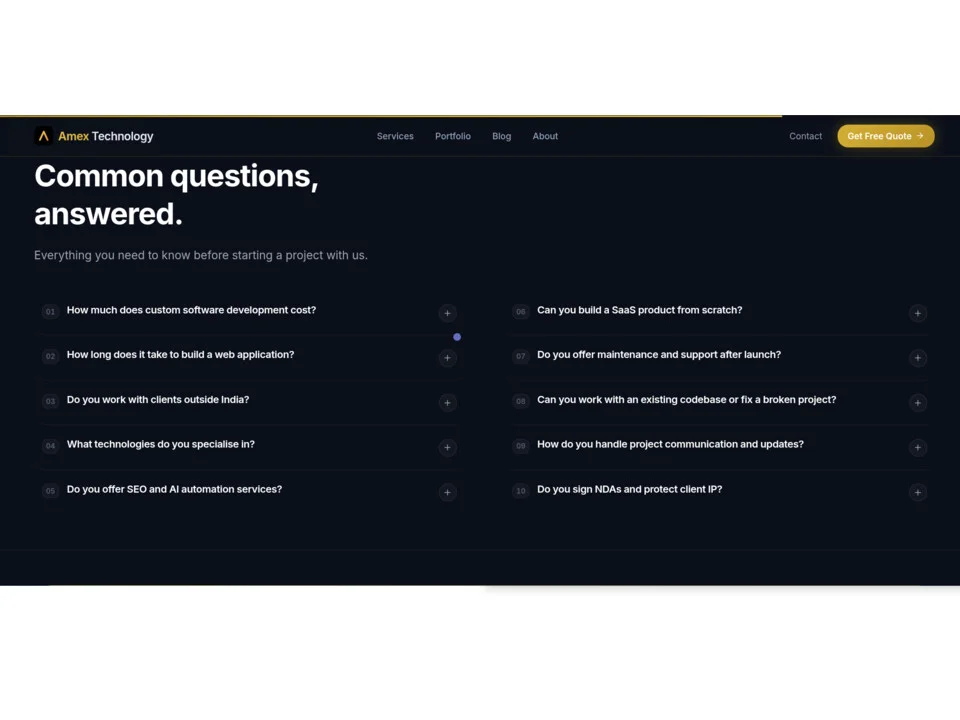 Amex Technology
Services
Portfolio
Blog
About
Contact
Get Free Quote →
Common questions,
answered.
Everything you need to know before starting a project with us.
01 How much does custom software development cost? +
02 How long does it take to build a web application? +
03 Do you work with clients outside India? +
04 What technologies do you specialise in? +
05 Do you offer SEO and AI automation services? +
06 Can you build a SaaS product from scratch? +
07 Do you offer maintenance and support after launch? +
08 Can you work with an existing codebase or fix a broken project? +
09 How do you handle project communication and updates? +
10 Do you sign NDAs and protect client IP? +